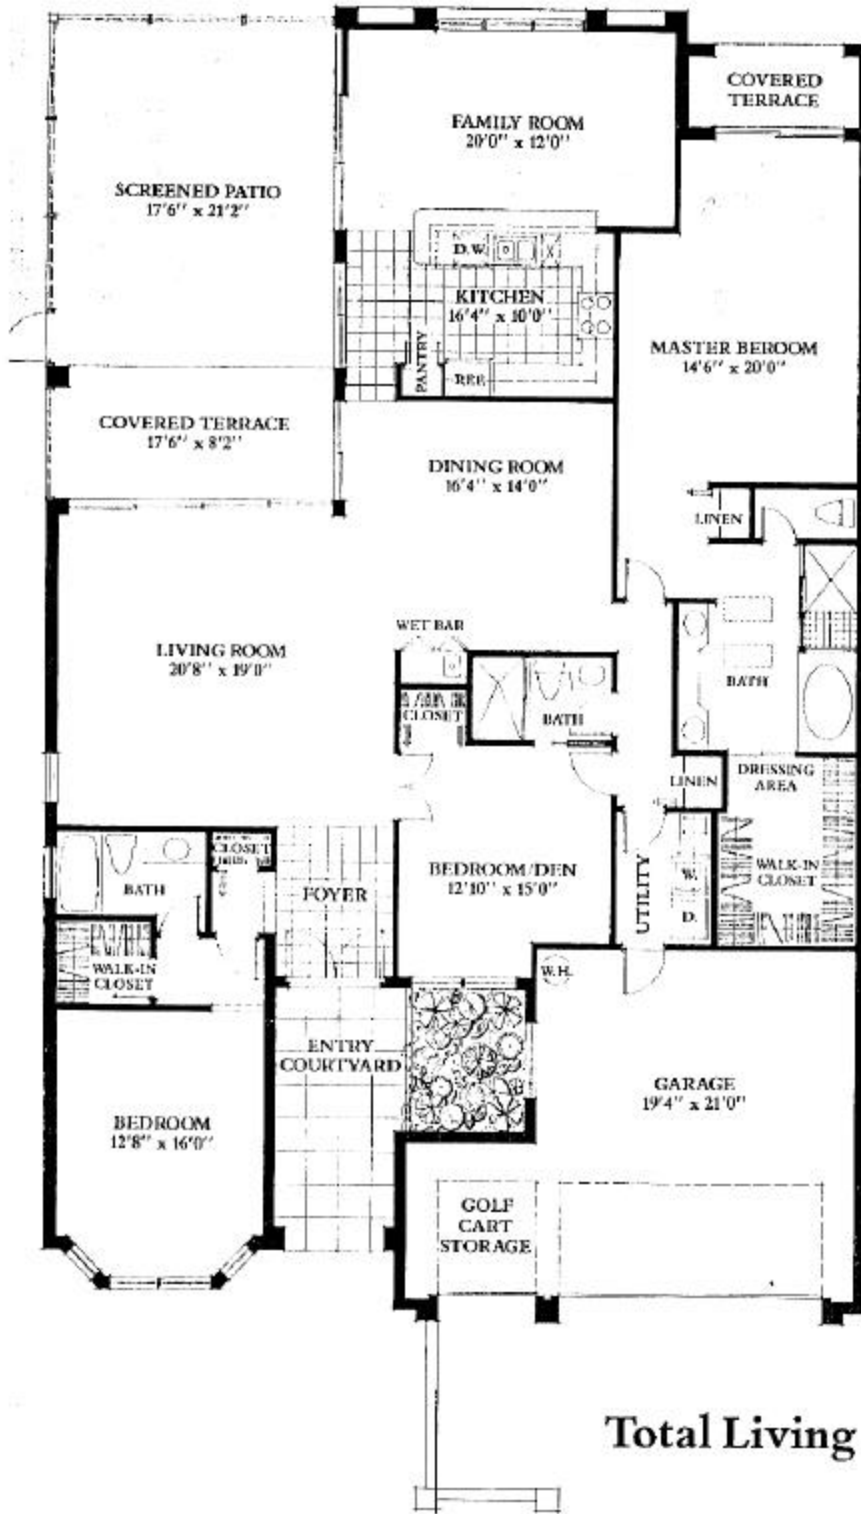 COVERED
TERRACE
FAMILY ROOM
20'0'' x 12'0''
SCREENED PATIO
17'6'' x 21'2''
D.W.
KITCHEN
16'4'' x 10'0''
PANTRY
REF
MASTER BEROOM
14'6'' x 20'0''
COVERED TERRACE
17'6'' x 8'2''
DINING ROOM
16'4'' x 14'0''
LINEN
WET BAR
LIVING ROOM
20'8'' x 19'0''
BATH
CLOSET
BATH
LINEN
DRESSING
AREA
CLOSET
BEDROOM/DEN
12'10'' x 15'0''
WALK-IN
CLOSET
BATH
FOYER
UTILITY
W.
D.
WALK-IN
CLOSET
W.H.
ENTRY
COURTYARD
GARAGE
19'4'' x 21'0''
BEDROOM
12'8'' x 16'0''
GOLF
CART
STORAGE
Total Living